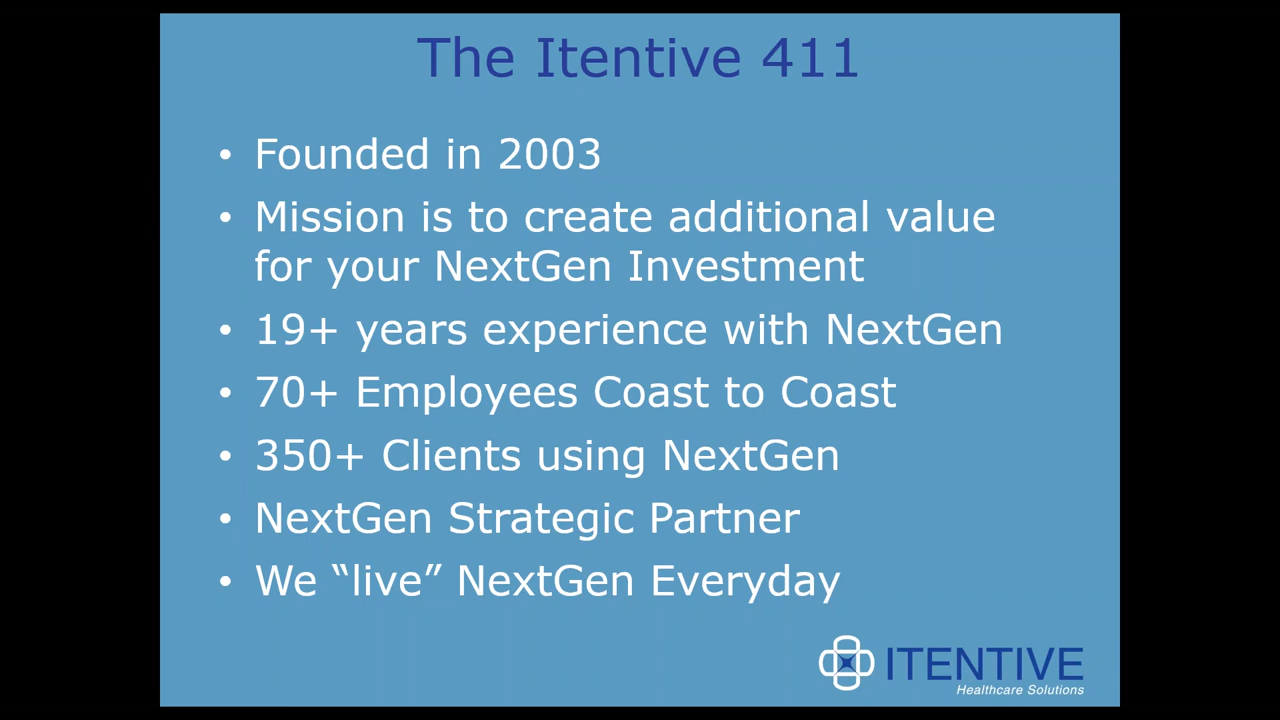 The Itentive 411
• Founded in 2003
• Mission is to create additional value
for your NextGen Investment
• 19+ years experience with NextGen
• 70+ Employees Coast to Coast
• 350+ Clients using NextGen
• NextGen Strategic Partner
• We “live” NextGen Everyday
ITENTIVE
Healthcare Solutions